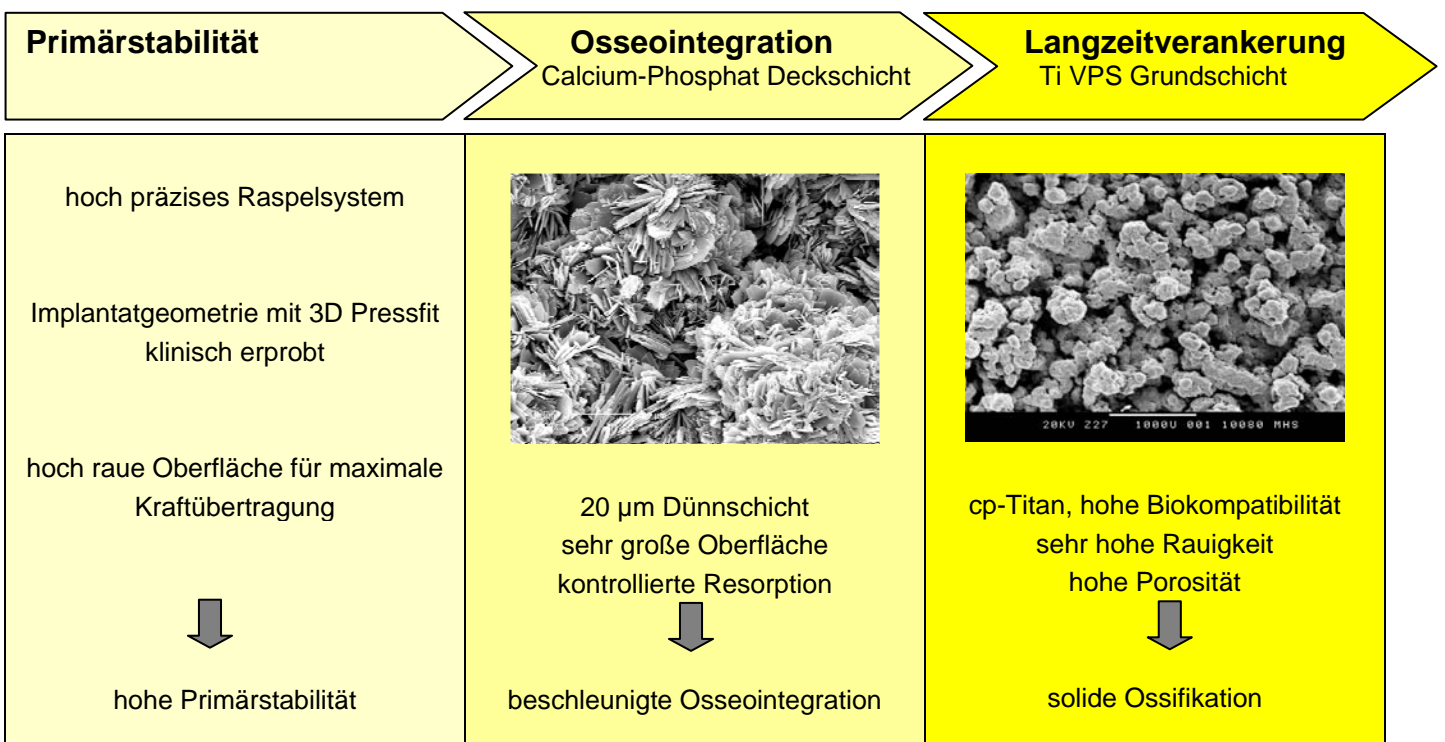 Primärstabilität
Osseointegration
Calcium-Phosphat Deckschicht
Langzeitverankerung
Ti VPS Grundschicht
hoch präzises Raspelsystem
Implantatgeometrie mit 3D Pressfit
klinisch erprobt
hoch raue Oberfläche für maximale
Kraftübertragung
hohe Primärstabilität
20 µm Dünnschicht
sehr große Oberfläche
kontrollierte Resorption
beschleunigte Osseointegration
20KV Z27 1000U 001 10080 MHS
cp-Titan, hohe Biokompatibilität
sehr hohe Rauigkeit
hohe Porosität
solide Ossifikation